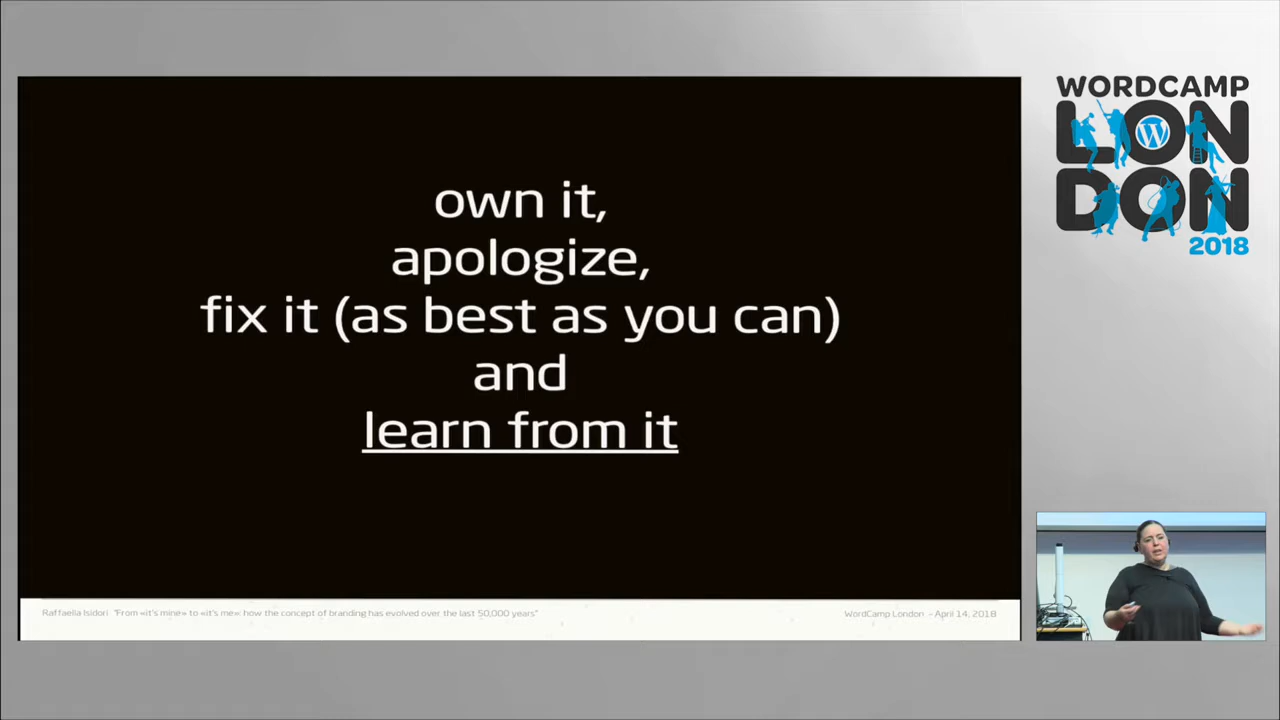 own it,
apologize,
fix it (as best as you can)
and
learn from it
Raffaella Isidori "From «it's mine» to «it's me»: how the concept of branding has evolved over the last 50,000 years"
WordCamp London - April 14, 2018
WORDCAMP
LON
DON
2018